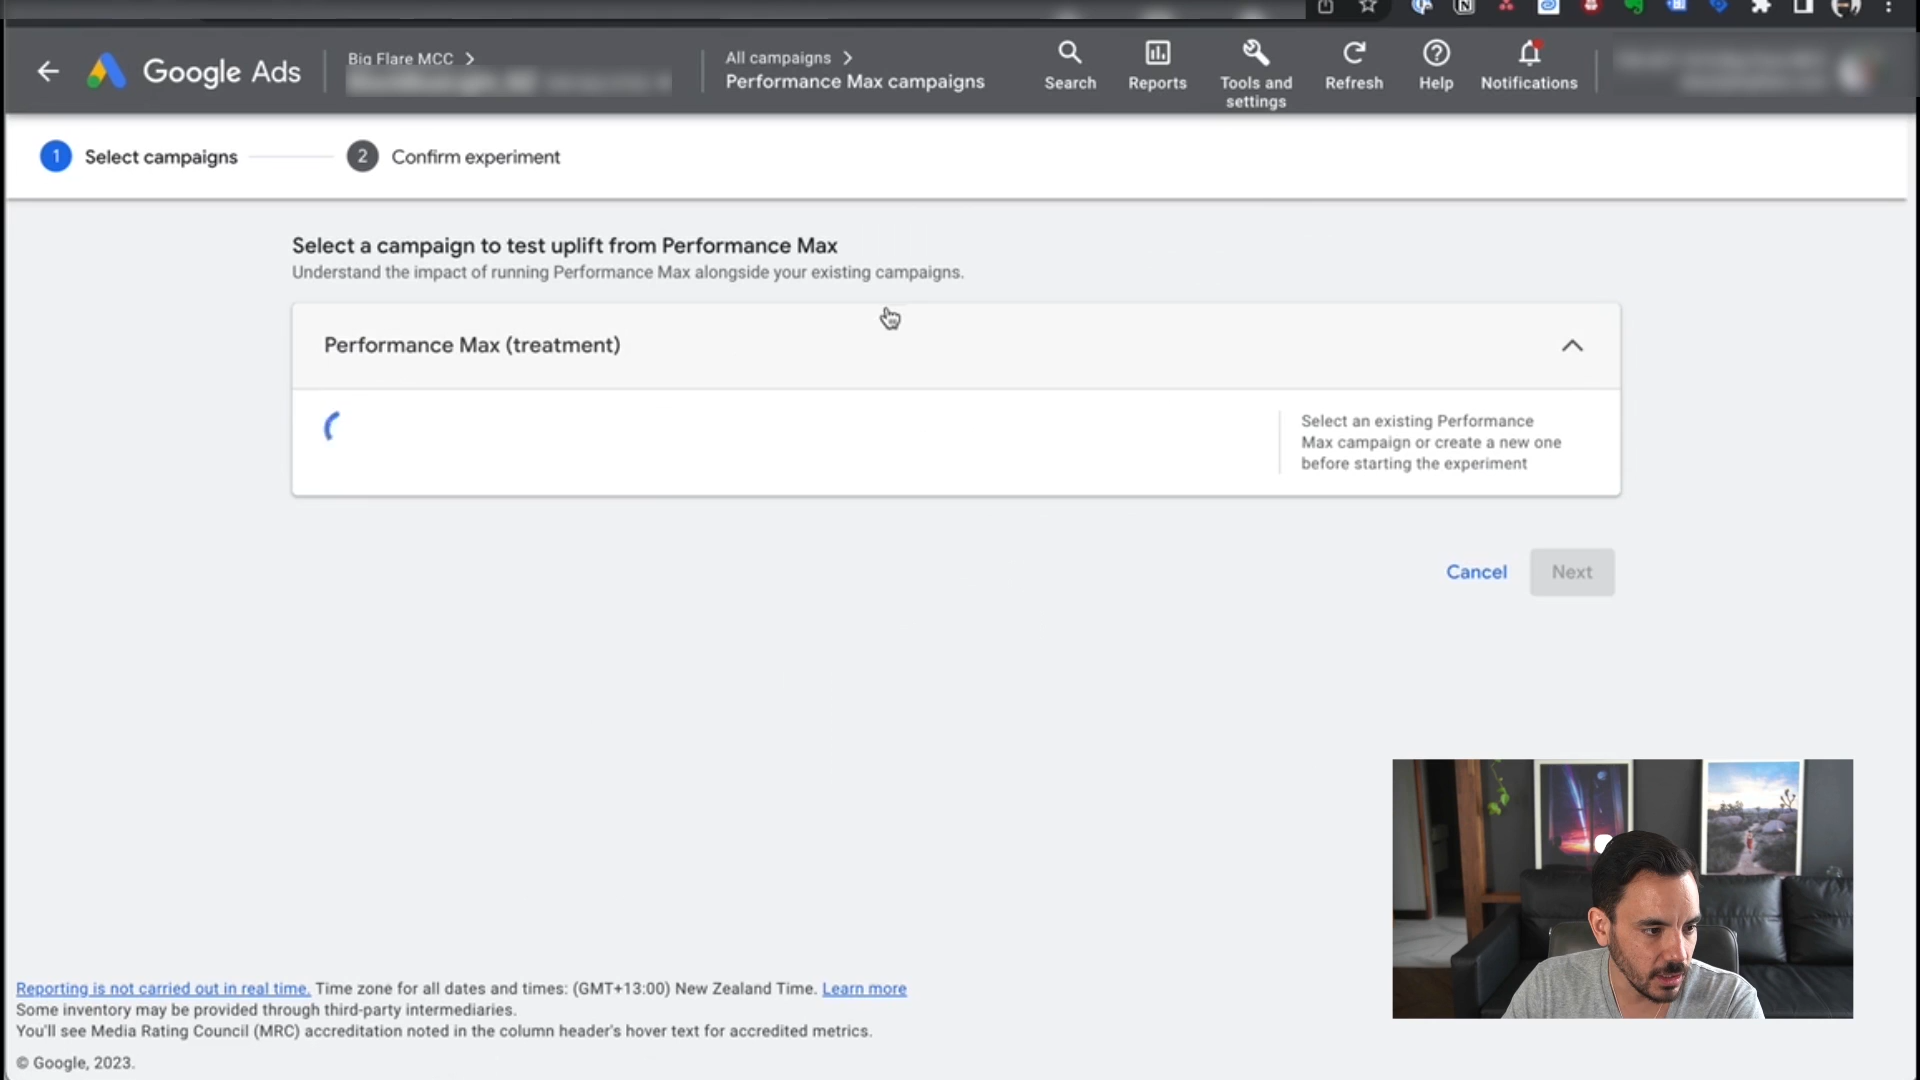 Google Ads
Big Flare MCC
All campaigns
Performance Max campaigns
Search
Reports
Tools and
settings
Refresh
Help
Notifications
1 Select campaigns
2 Confirm experiment
Select a campaign to test uplift from Performance Max
Understand the impact of running Performance Max alongside your existing campaigns.
Performance Max (treatment)
Select an existing Performance
Max campaign or create a new one
before starting the experiment
Cancel
Next
Reporting is not carried out in real time. Time zone for all dates and times: (GMT+13:00) New Zealand Time. Learn more
Some inventory may be provided through third-party intermediaries.
You'll see Media Rating Council (MRC) accreditation noted in the column header's hover text for accredited metrics.
© Google, 2023.